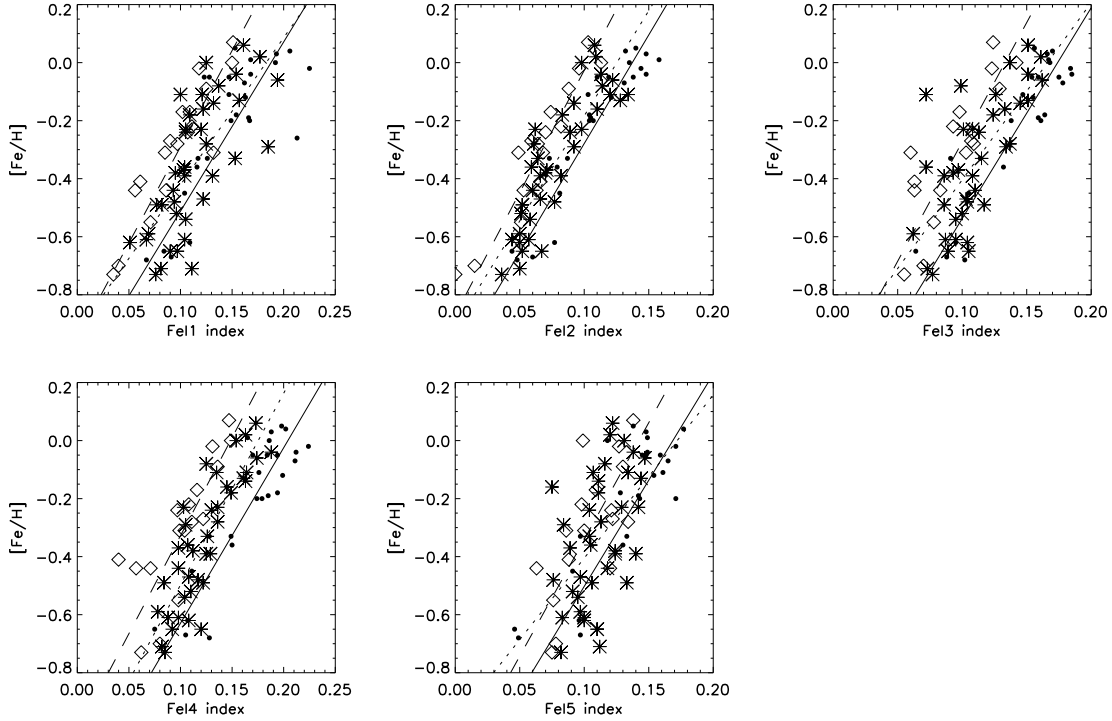 0.2 0.2 0.2
0.0 0.0 0.0
[Fe/H] −0.2 [Fe/H] −0.2 [Fe/H] −0.2
−0.4 −0.4 −0.4
−0.6 −0.6 −0.6
−0.8 −0.8 −0.8
0.00 0.05 0.10 0.15 0.20 0.25 0.00 0.05 0.10 0.15 0.20 0.00 0.05 0.10 0.15 0.20
FeI1 index FeI2 index FeI3 index
0.2 0.2
0.0 0.0
[Fe/H] −0.2 [Fe/H] −0.2
−0.4 −0.4
−0.6 −0.6
−0.8 −0.8
0.00 0.05 0.10 0.15 0.20 0.25 0.00 0.05 0.10 0.15 0.20
FeI4 index FeI5 index